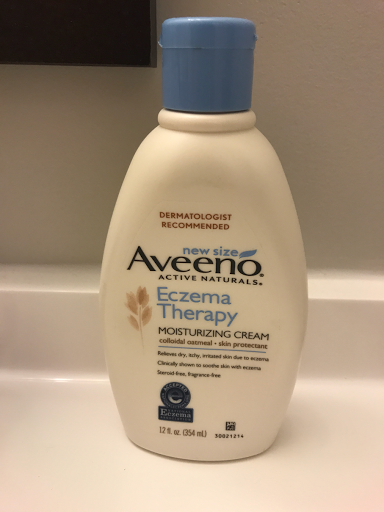 DERMATOLOGIST
RECOMMENDED
new size
Aveeno®
ACTIVE NATURALS®
Eczema
Therapy
MOISTURIZING CREAM
colloidal oatmeal • skin protectant
Relieves dry, itchy, irritated skin due to eczema
Clinically shown to soothe skin with eczema
Steroid-free, fragrance-free
ACCEPTED
e
Eczema
12 fl. oz. (354 mL)
30021214